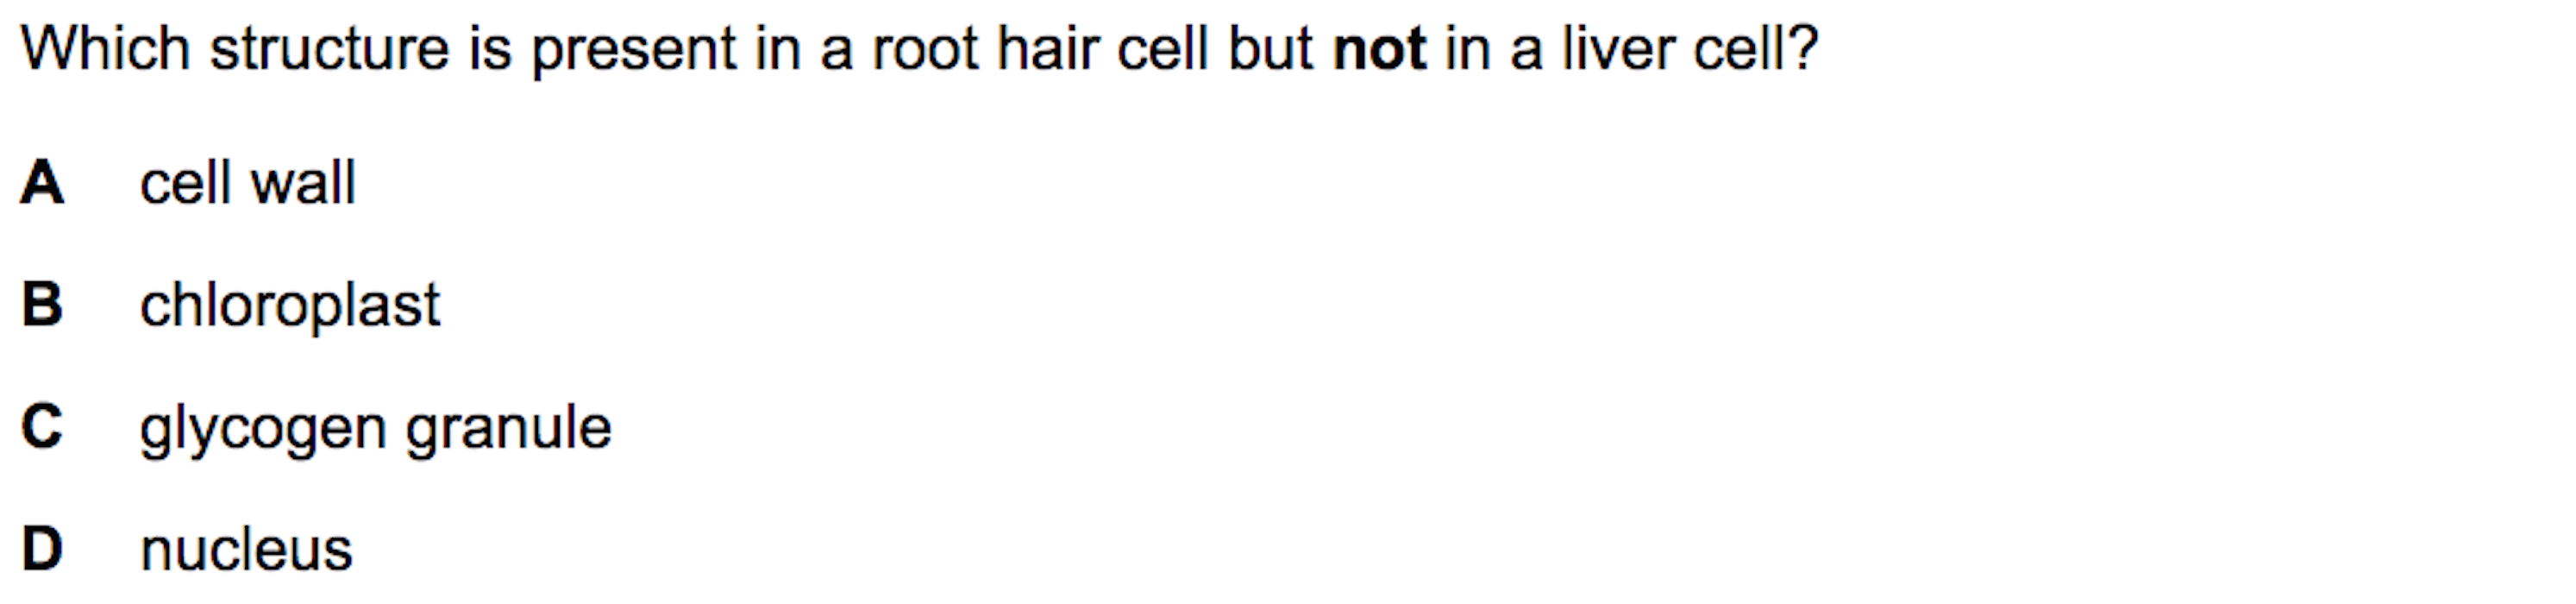 Which structure is present in a root hair cell but not in a liver cell?
A cell wall
B chloroplast
C glycogen granule
D nucleus